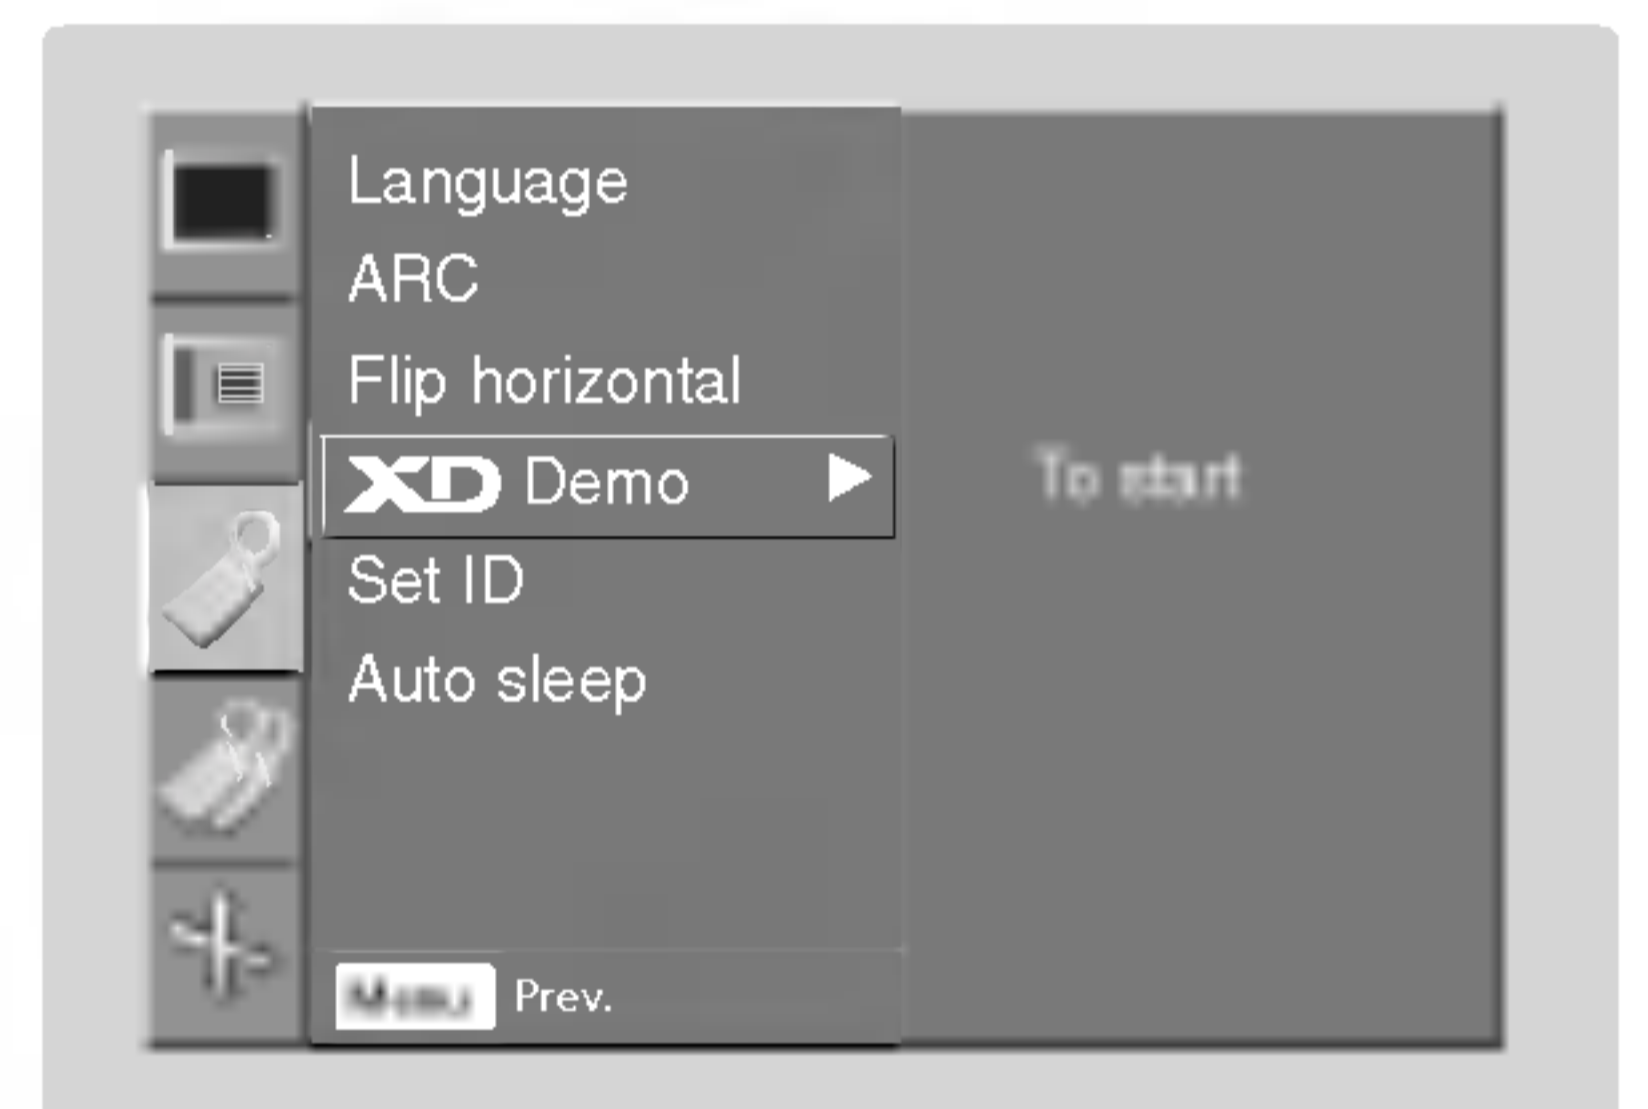 Language
ARC
Flip horizontal
XD Demo
To start
Set ID
Auto sleep
Menu Prev.